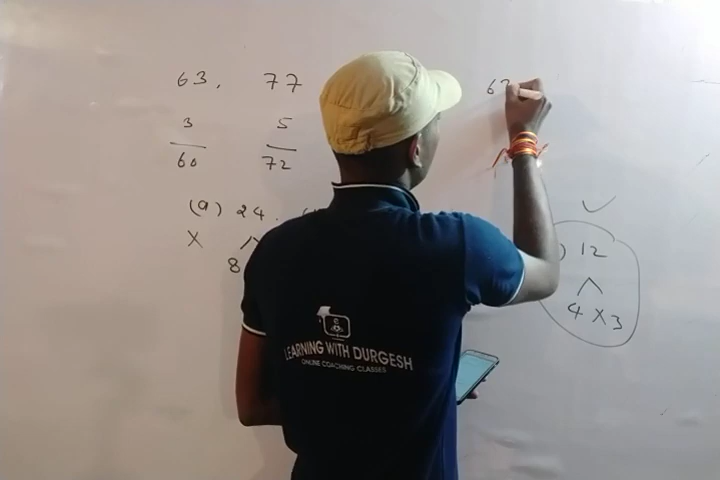 63, 77
3 5
60 72
(a) 24.
X
8
) 12
4 X 3
LEARNING WITH DURGESH
ONLINE COACHING CLASSES